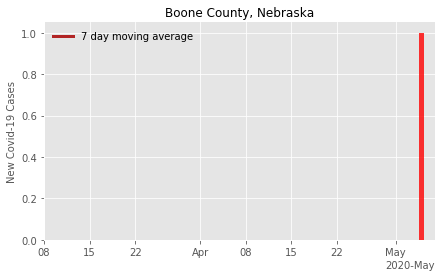 Boone County, Nebraska
7 day moving average
New Covid-19 Cases
1.0
0.8
0.6
0.4
0.2
0.0
08 15 22 Apr 08 15 22 May
2020-May